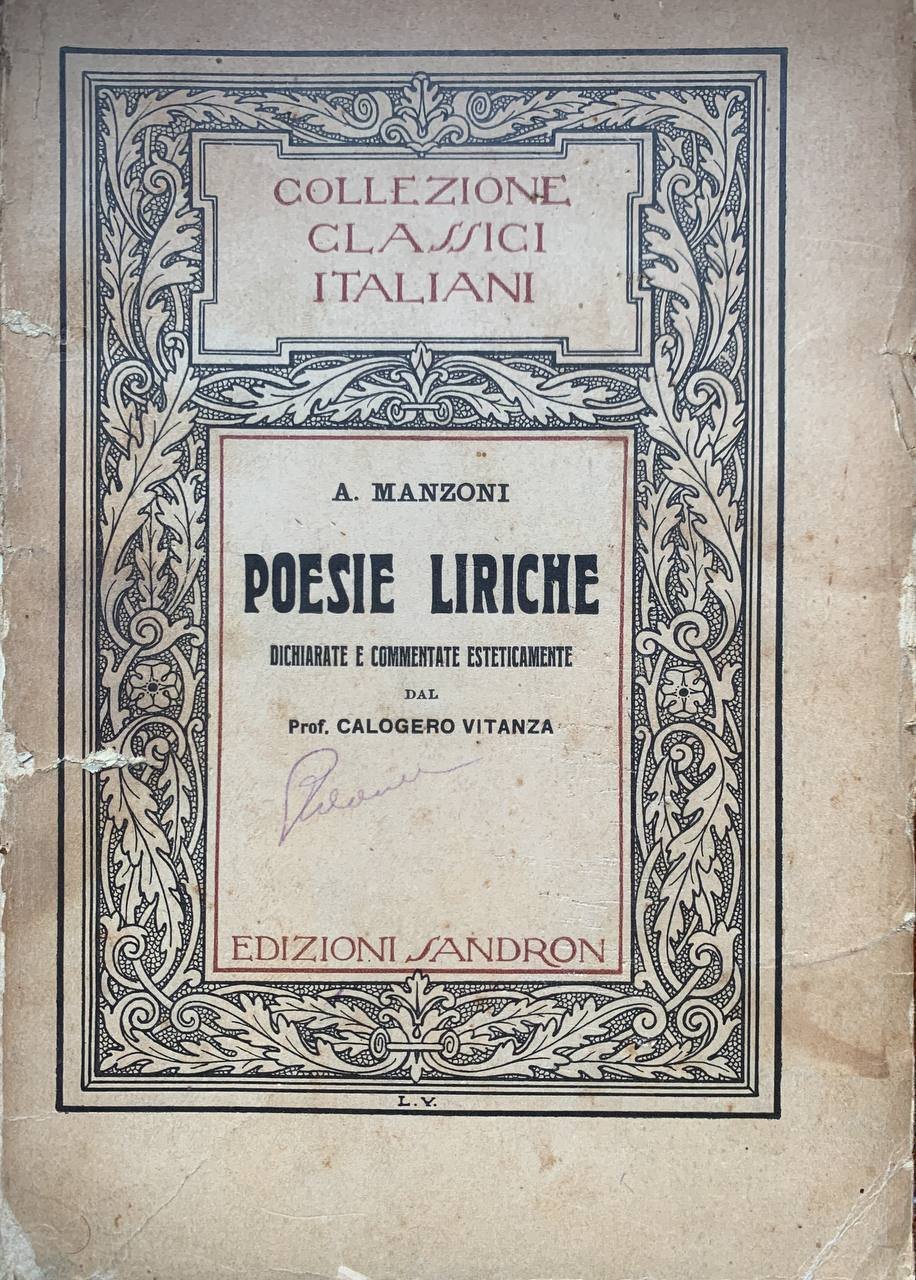 COLLEZIONE
CLASSICI
ITALIANI
A. MANZONI
POESIE LIRICHE
DICHIARATE E COMMENTATE ESTETICAMENTE
DAL
Prof. CALOGERO VITANZA
EDIZIONI SANDRON
L.V.